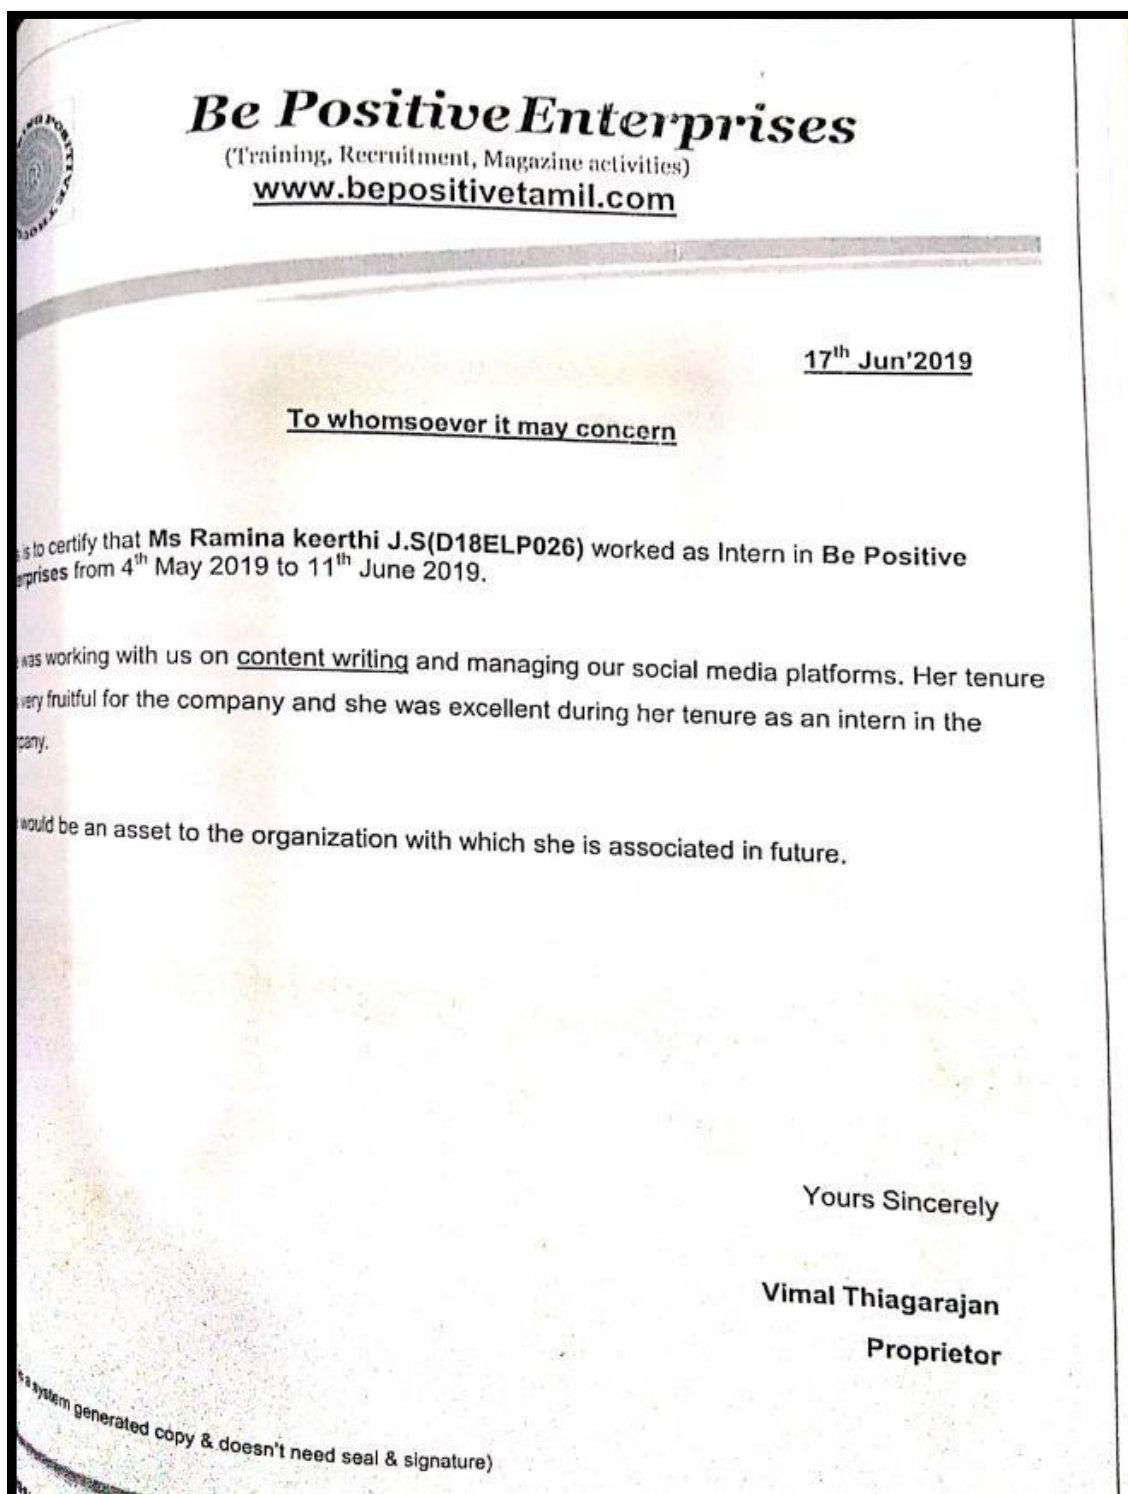 Be Positive Enterprises
(Training, Recruitment, Magazine activities)
www.bepositivetamil.com
17th Jun'2019
To whomsoever it may concern
is to certify that Ms Ramina keerthi J.S(D18ELP026) worked as Intern in Be Positive
erprises from 4th May 2019 to 11th June 2019.
was working with us on content writing and managing our social media platforms. Her tenure
very fruitful for the company and she was excellent during her tenure as an intern in the
pany.
would be an asset to the organization with which she is associated in future.
Yours Sincerely
Vimal Thiagarajan
Proprietor
a system generated copy & doesn't need seal & signature)